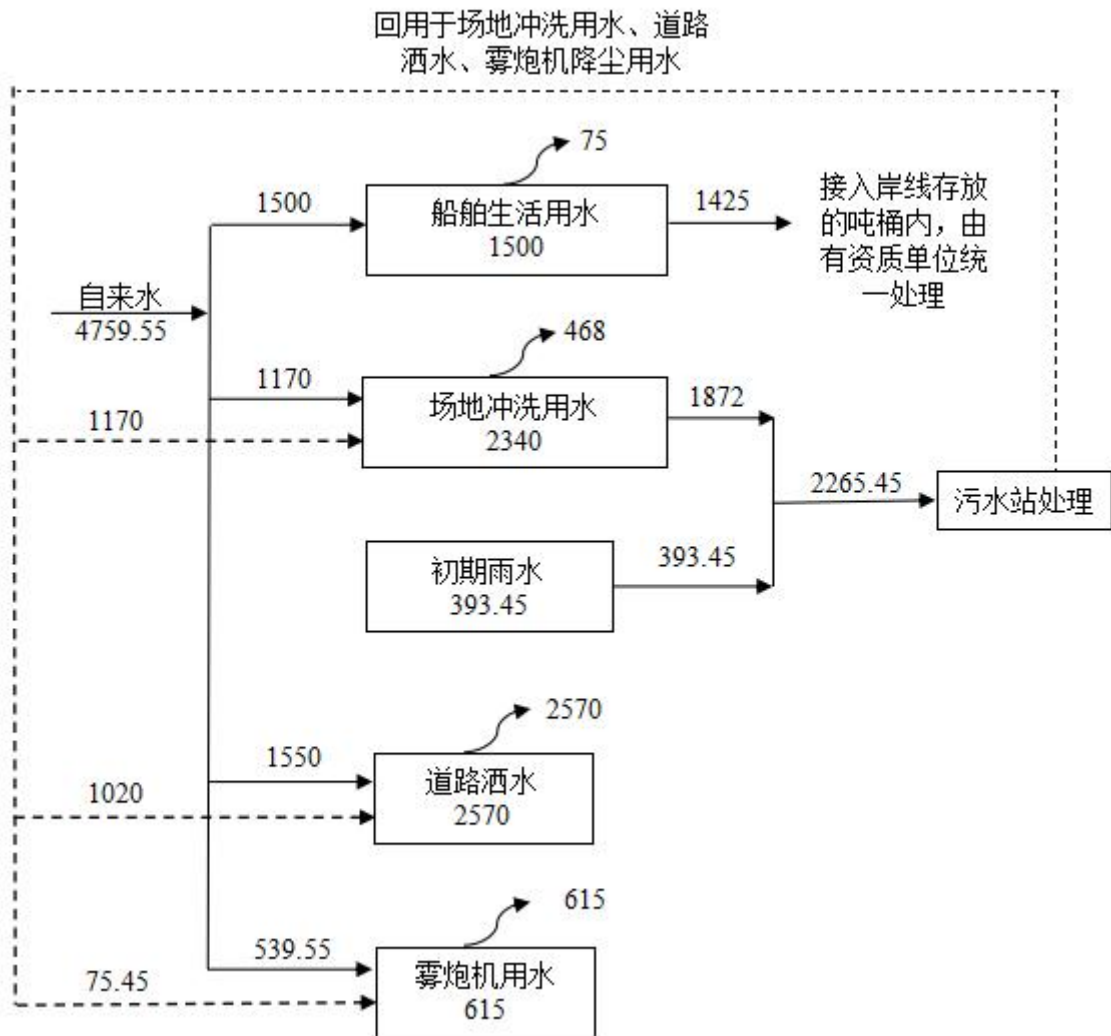 回用于场地冲洗用水、道路
洒水、雾炮机降尘用水
75
1500
船舶生活用水
1500
1425
接入岸线存放
的吨桶内，由
有资质单位统
一处理
自来水
4759.55
468
1170
场地冲洗用水
2340
1872
1170
2265.45
污水站处理
初期雨水
393.45
393.45
2570
1550
道路洒水
2570
1020
615
539.55
雾炮机用水
615
75.45